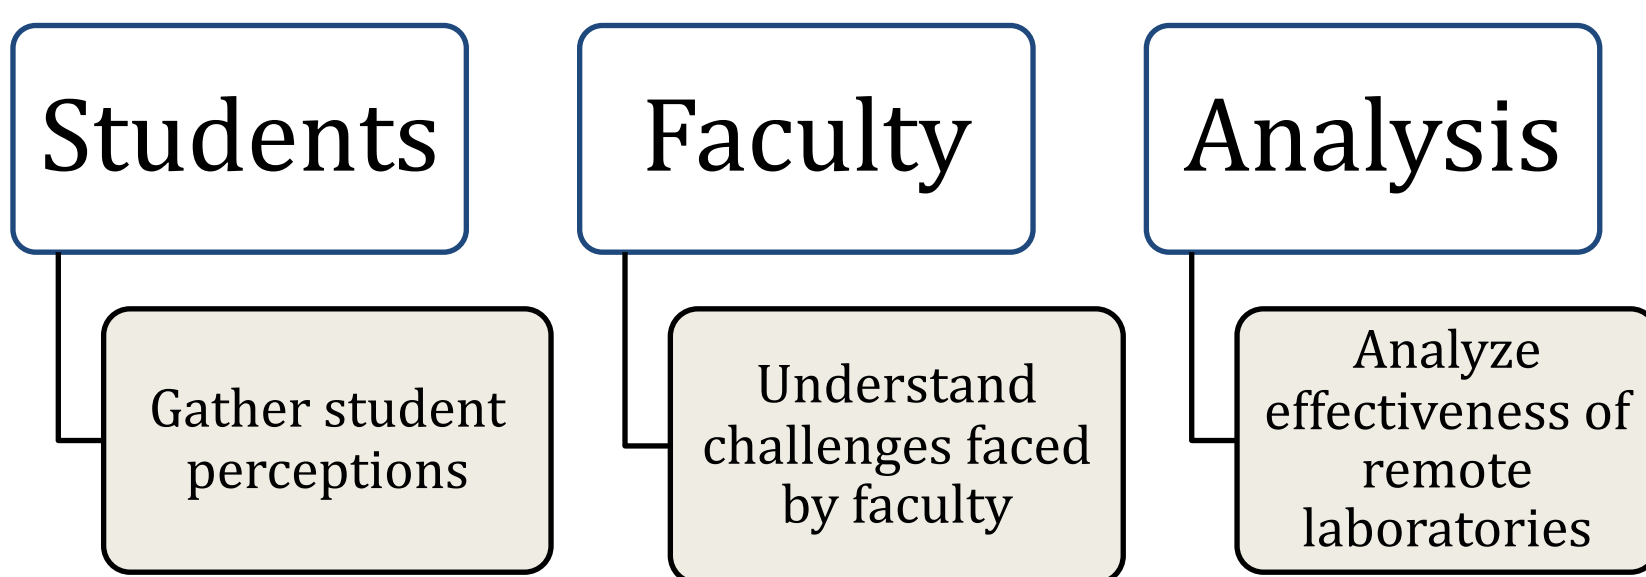 Students
Gather student
perceptions
Faculty
Understand
challenges faced
by faculty
Analysis
Analyze
effectiveness of
remote
laboratories